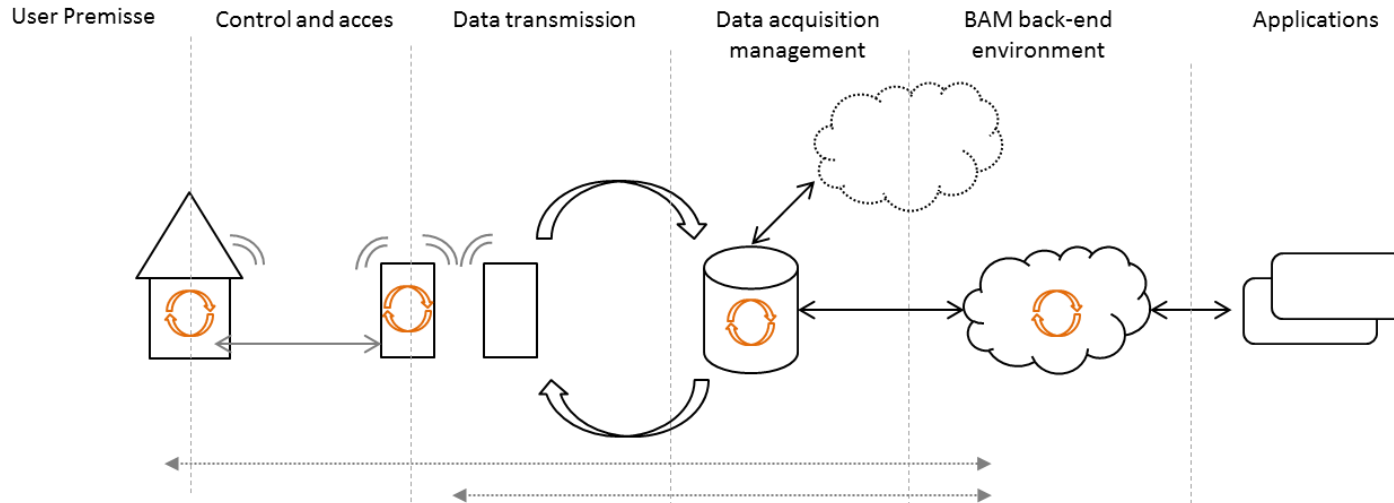 User Premisse
Control and acces
Data transmission
Data acquisition
management
BAM back-end
environment
Applications